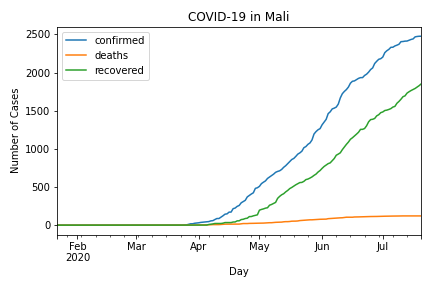 COVID-19 in Mali
confirmed
deaths
recovered
Number of Cases
2500
2000
1500
1000
500
0
Feb
2020
Mar
Apr
May
Jun
Jul
Day